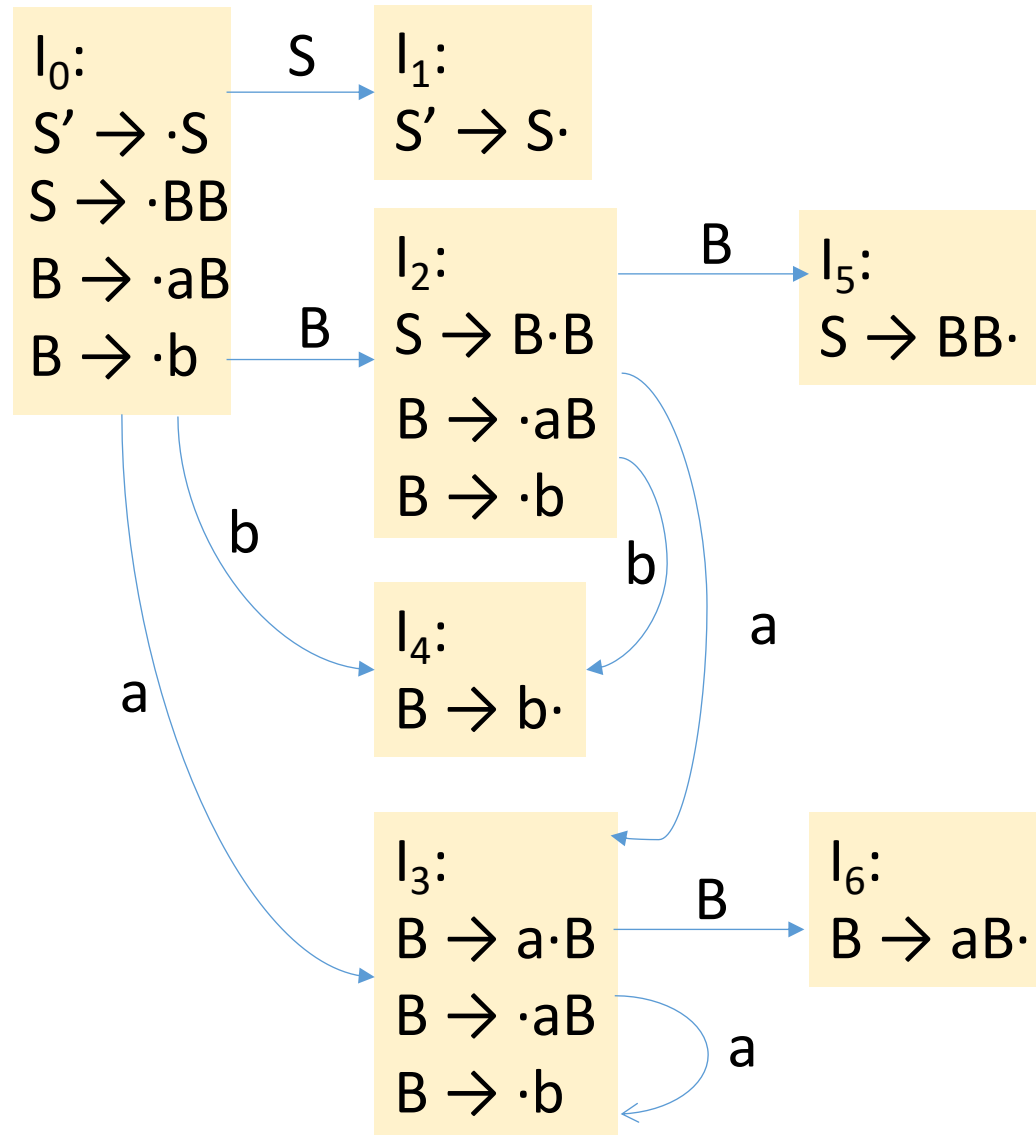 I₀:
S′ → ·S
S → ·BB
B → ·aB
B → ·b
S
I₁:
S′ → S·
B
I₂:
S → B·B
B → ·aB
B → ·b
B
I₅:
S → BB·
b
b
a
I₄:
B → b·
a
I₃:
B → a·B
B → ·aB
B → ·b
B
I₆:
B → aB·
a